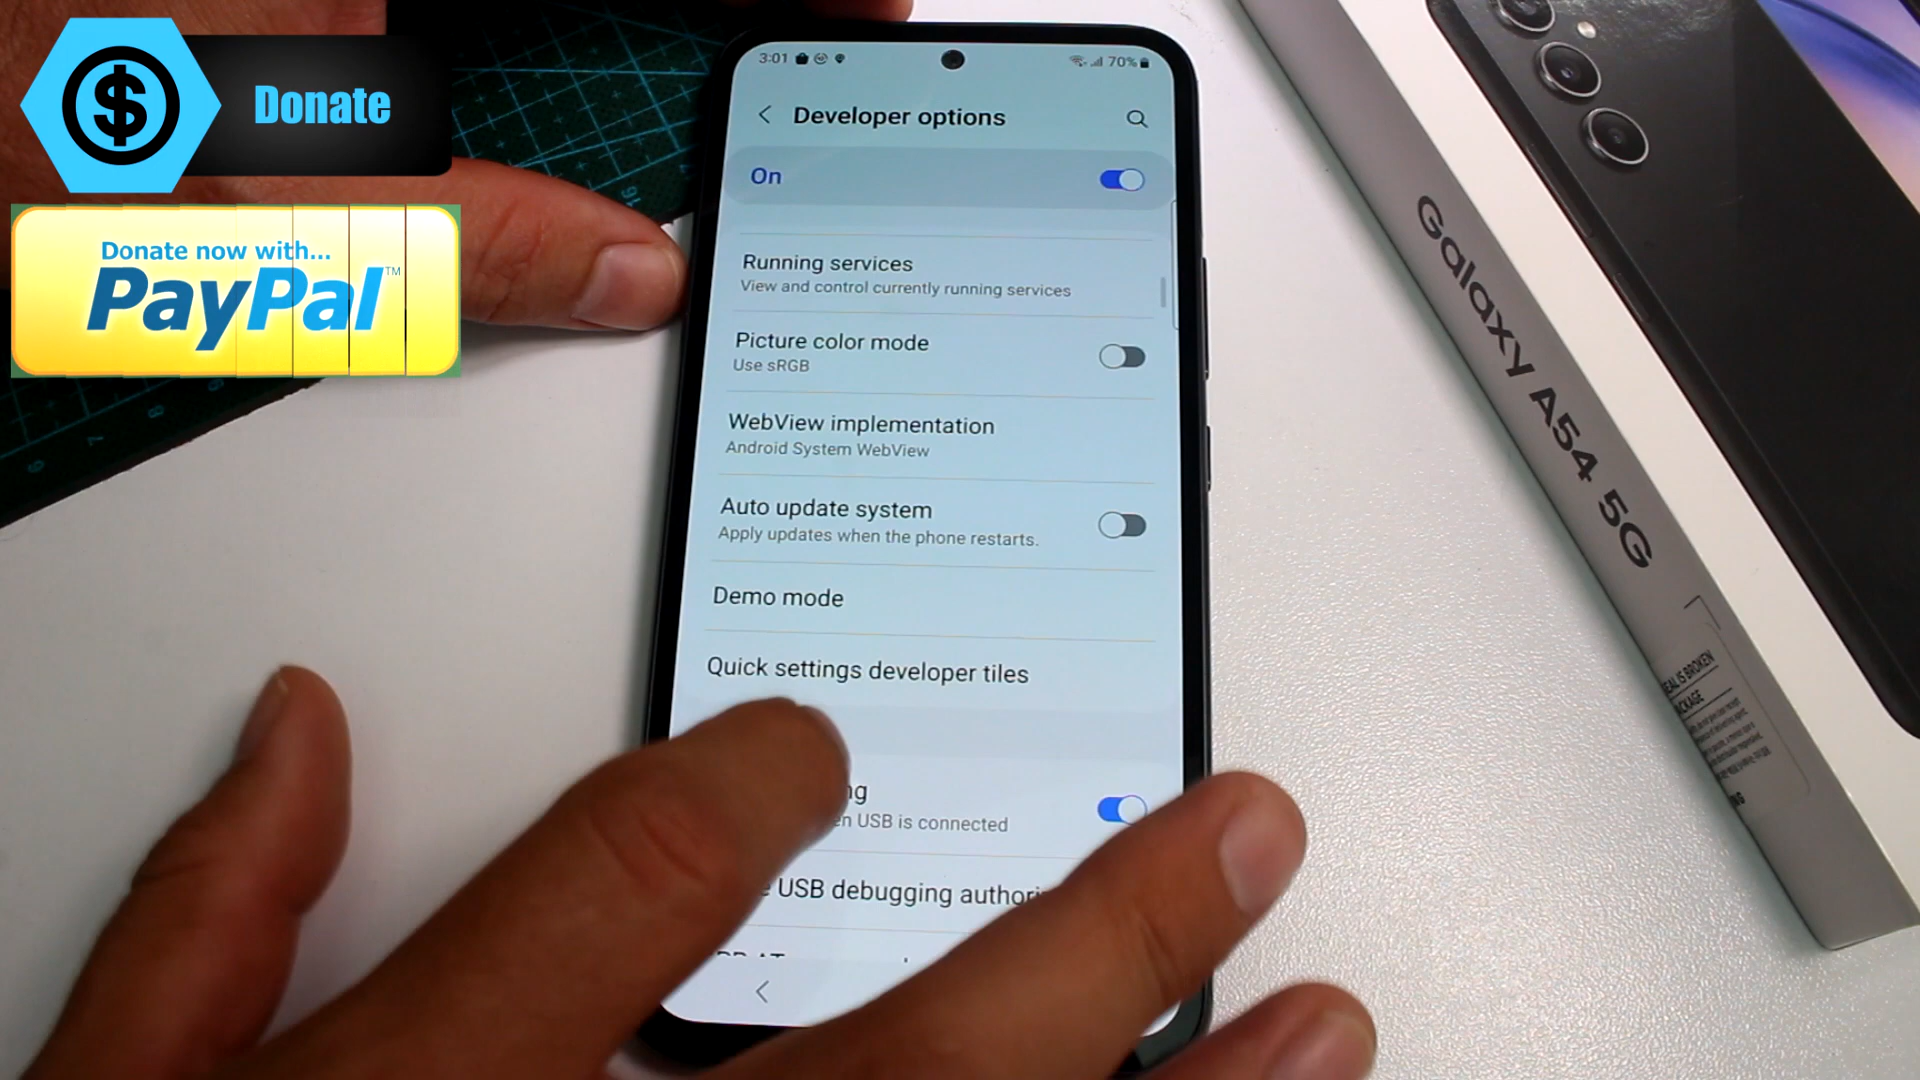 Donate
Donate now with...
PayPal™
3:01
70%
Developer options
On
Running services
View and control currently running services
Picture color mode
Use sRGB
WebView implementation
Android System WebView
Auto update system
Apply updates when the phone restarts.
Demo mode
Quick settings developer tiles
USB is connected
USB debugging
Galaxy A54 5G
BROKEN